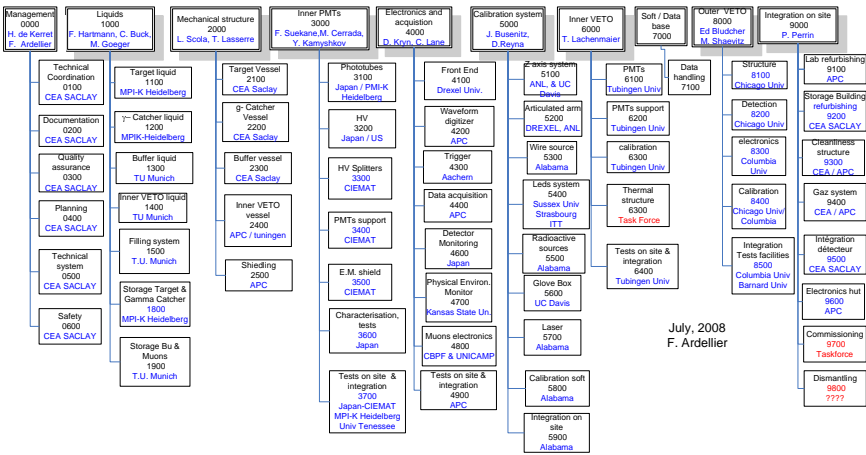 Management
0000
H. de Kerret
F. Ardellier
Technical
Coordination
0100
CEA SACLAY
Documentation
0200
CEA SACLAY
Quality
assurance
0300
CEA SACLAY
Planning
0400
CEA SACLAY
Technical
system
0500
CEA SACLAY
Safety
0600
CEA SACLAY
Liquids
1000
F. Hartmann, C. Buck,
M. Goeger
Target liquid
1100
MPI-K Heidelberg
γ– Catcher liquid
1200
MPIK-Heidelberg
Buffer liquid
1300
TU Munich
Inner VETO liquid
1400
TU Munich
Filling system
1500
T.U. Munich
Storage Target &
Gamma Catcher
1800
MPI-K Heidelberg
Storage Bu &
Muons
1900
T.U. Munich
Mechanical structure
2000
L. Scola, T. Lasserre
Target Vessel
2100
CEA Saclay
g- Catcher
Vessel
2200
CEA Saclay
Buffer vessel
2300
CEA Saclay
Inner VETO
vessel
2400
APC / tuningen
Shiedling
2500
APC
Inner PMTs
3000
F. Suekane,M. Cerrada,
Y. Kamyshkov
Phototubes
3100
Japan / PMI-K
Heidelberg
HV
3200
Japan / US
HV Splitters
3300
CIEMAT
PMTs support
3400
CIEMAT
E.M. shield
3500
CIEMAT
Characterisation,
tests
3600
Japan
Tests on site &
integration
3700
Japan-CIEMAT
MPI-K Heidelberg
Univ Tenessee
Electronics and
acquistion
4000
D. Kryn, C. Lane
Front End
4100
Drexel Univ.
Waveform
digitizer
4200
APC
Trigger
4300
Aachern
Data acquisition
4400
APC
Detector
Monitoring
4600
Japan
Physical Environ.
Monitor
4700
Kansas State Un.
Muons electronics
4800
CBPF & UNICAMP
Tests on site &
integration
4900
APC
Calibration system
5000
J. Busenitz,
D.Reyna
Z axis system
5100
ANL, & UC
Davis
Articulated arm
5200
DREXEL, ANL
Wire source
5300
Alabama
Leds system
5400
Sussex Univ
Strasbourg
ITT
Radioactive
sources
5500
Alabama
Glove Box
5600
UC Davis
Laser
5700
Alabama
Calibration soft
5800
Alabama
Integration on
site
5900
Alabama
Inner VETO
6000
T. Lachenmaier
PMTs
6100
Tubingen Univ
PMTs support
6200
Tubingen Univ
calibration
6300
Tubingen Univ
Thermal
structure
6300
Task Force
Tests on site &
integration
6400
Tubingen Univ
Soft / Data
base
7000
Data
handling
7100
Outer VETO
8000
Ed Bludcher
M. Shaevitz
Structure
8100
Chicago Univ
Detection
8200
Chicago Univ
electronics
8300
Columbia
Univ
Calibration
8400
Chicago Univ/
Columbia
Integration
Tests facilities
8500
Columbia Univ
Barnard Univ
Integration on site
9000
P. Perrin
Lab refurbishing
9100
APC
Storage Building
refurbishing
9200
CEA SACLAY
Cleanliness
structure
9300
CEA / APC
Gaz system
9400
CEA / APC
Intégration
détecteur
9500
CEA SACLAY
Electronics hut
9600
APC
Commissioning
9700
Taskforce
Dismantling
9800
????
July, 2008
F. Ardellier